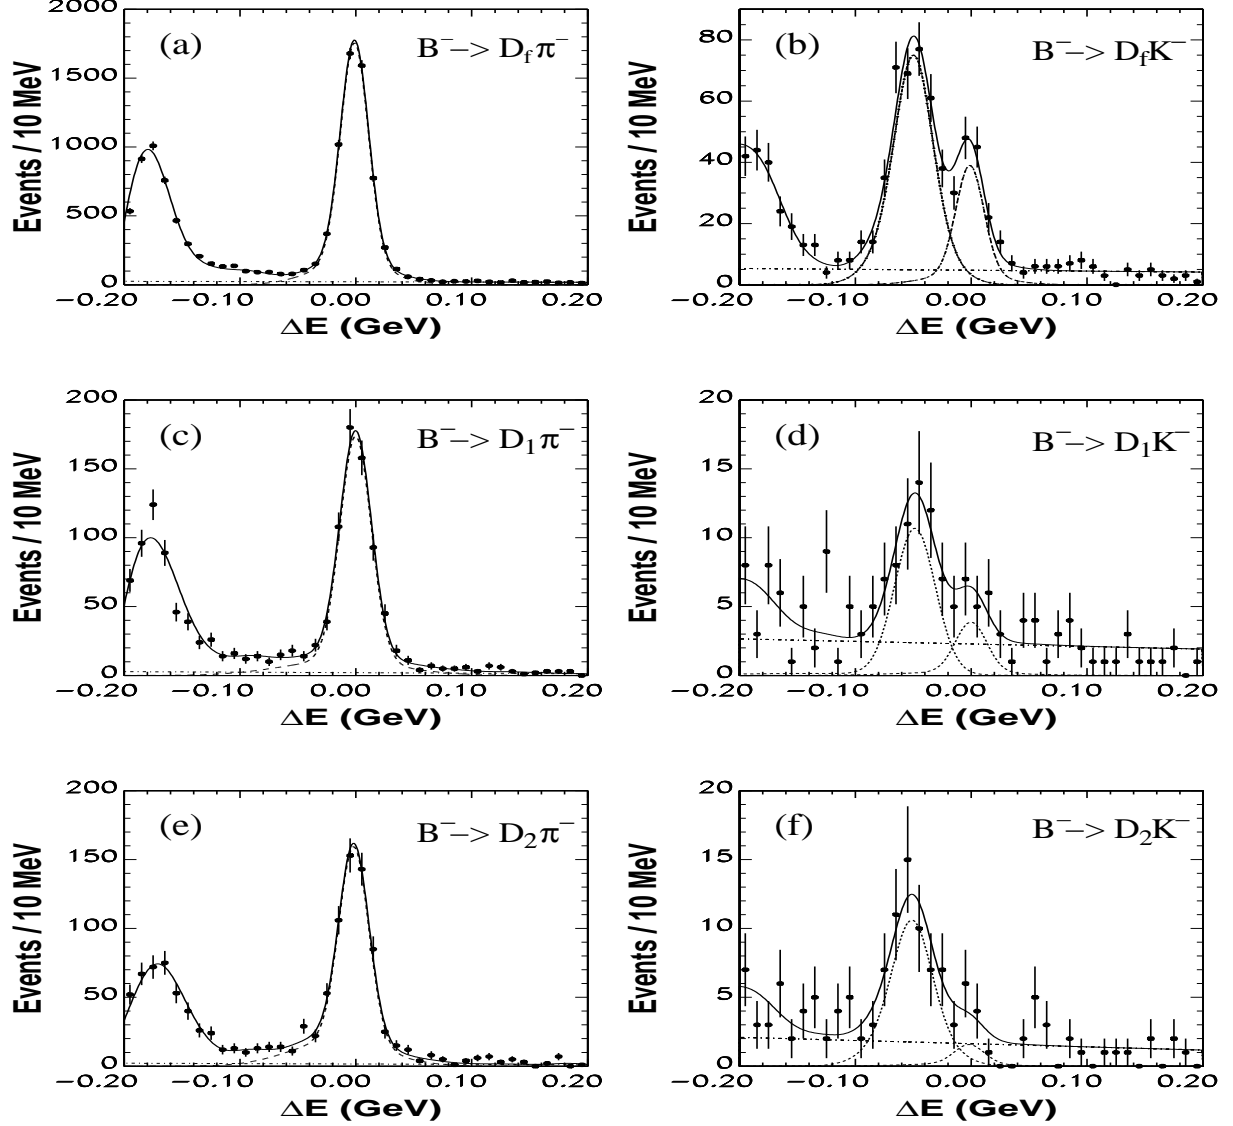 2000
1500
1000
500
0
Events / 10 MeV
(a)
B⁻–> D_f π⁻
−0.20 −0.10 0.00 0.10 0.20
ΔE (GeV)
80
60
40
20
0
Events / 10 MeV
(b)
B⁻–> D_f K⁻
−0.20 −0.10 0.00 0.10 0.20
ΔE (GeV)
200
150
100
50
0
Events / 10 MeV
(c)
B⁻–> D₁π⁻
−0.20 −0.10 0.00 0.10 0.20
ΔE (GeV)
20
15
10
5
0
Events / 10 MeV
(d)
B⁻–> D₁K⁻
−0.20 −0.10 0.00 0.10 0.20
ΔE (GeV)
200
150
100
50
0
Events / 10 MeV
(e)
B⁻–> D₂π⁻
−0.20 −0.10 0.00 0.10 0.20
ΔE (GeV)
20
15
10
5
0
Events / 10 MeV
(f)
B⁻–> D₂K⁻
−0.20 −0.10 0.00 0.10 0.20
ΔE (GeV)